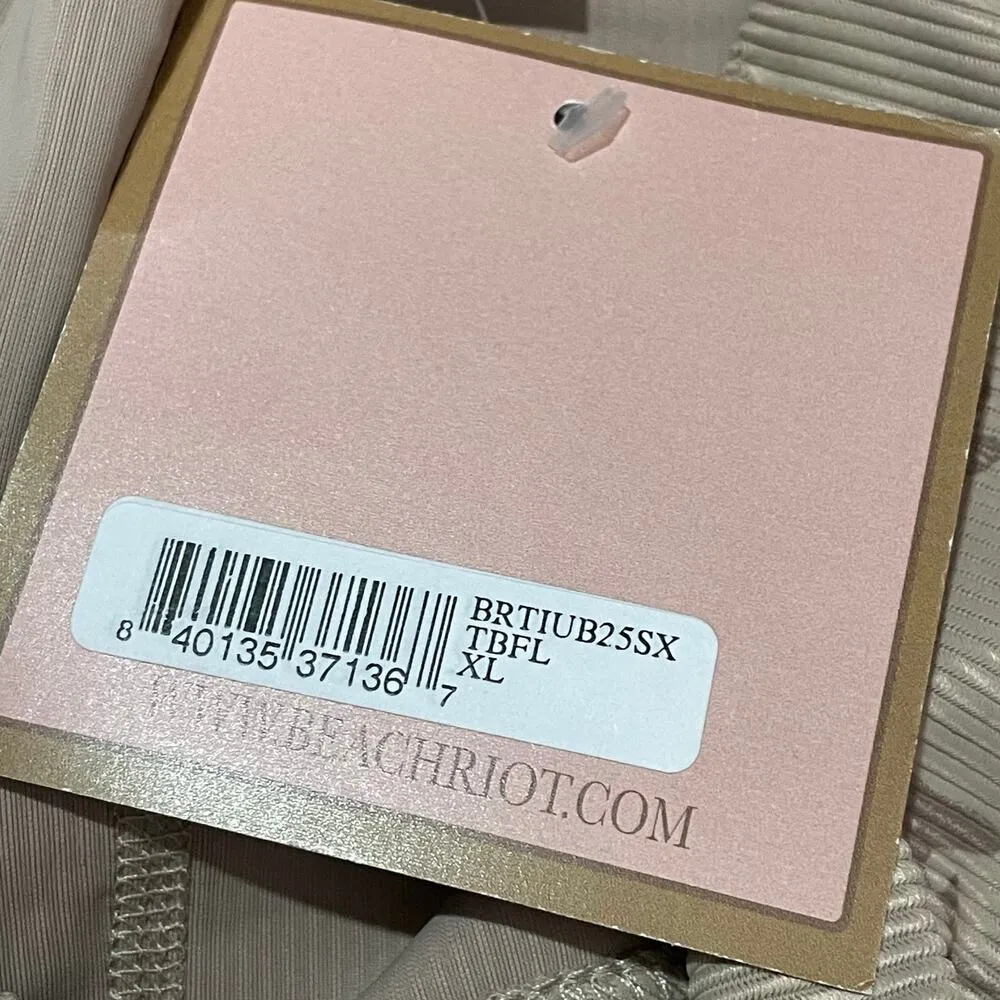 BRTIUB25SX
TBFL
XL
8 40135 37136 7
WWW.BEACHRIOT.COM